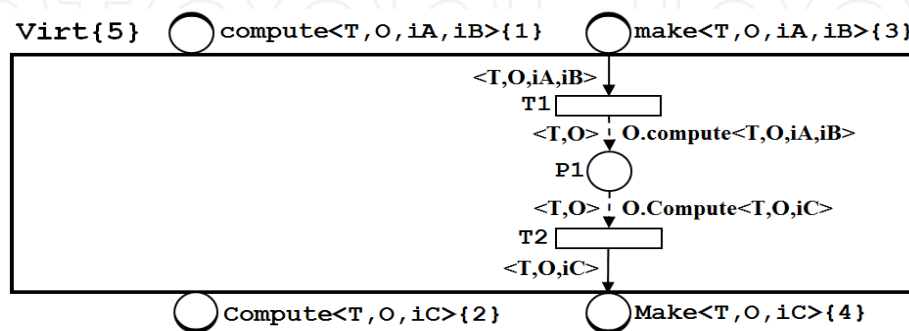 Virt{5} compute<T,O,iA,iB>{1} make<T,O,iA,iB>{3}
<T,O,iA,iB>
T1
<T,O> O.compute<T,O,iA,iB>
P1
<T,O> O.Compute<T,O,iC>
T2
<T,O,iC>
Compute<T,O,iC>{2} Make<T,O,iC>{4}